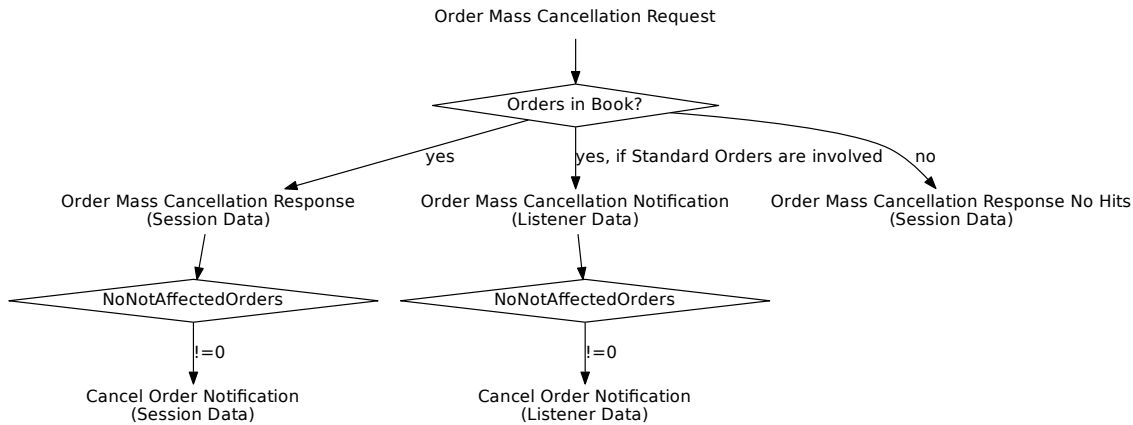 Order Mass Cancellation Request
Orders in Book?
yes
yes, if Standard Orders are involved
no
Order Mass Cancellation Response
(Session Data)
Order Mass Cancellation Notification
(Listener Data)
Order Mass Cancellation Response No Hits
(Session Data)
NoNotAffectedOrders
NoNotAffectedOrders
!=0
!=0
Cancel Order Notification
(Session Data)
Cancel Order Notification
(Listener Data)